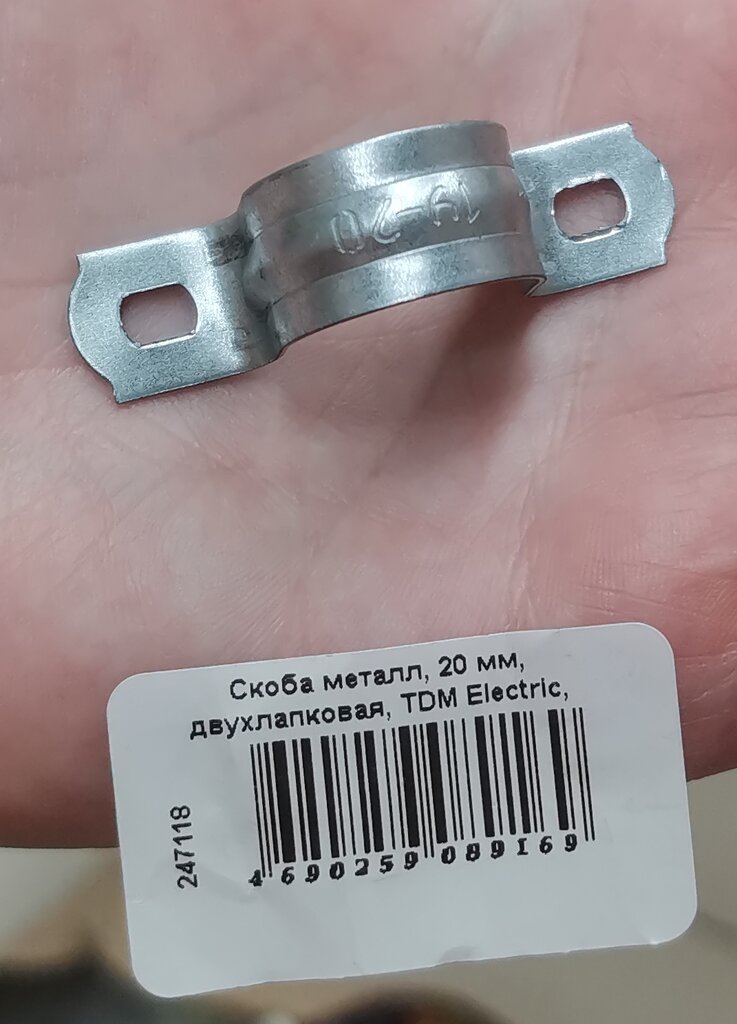 19-20
Скоба металл, 20 мм,
двухлапковая, TDM Electric,
247118
4 690259 089169